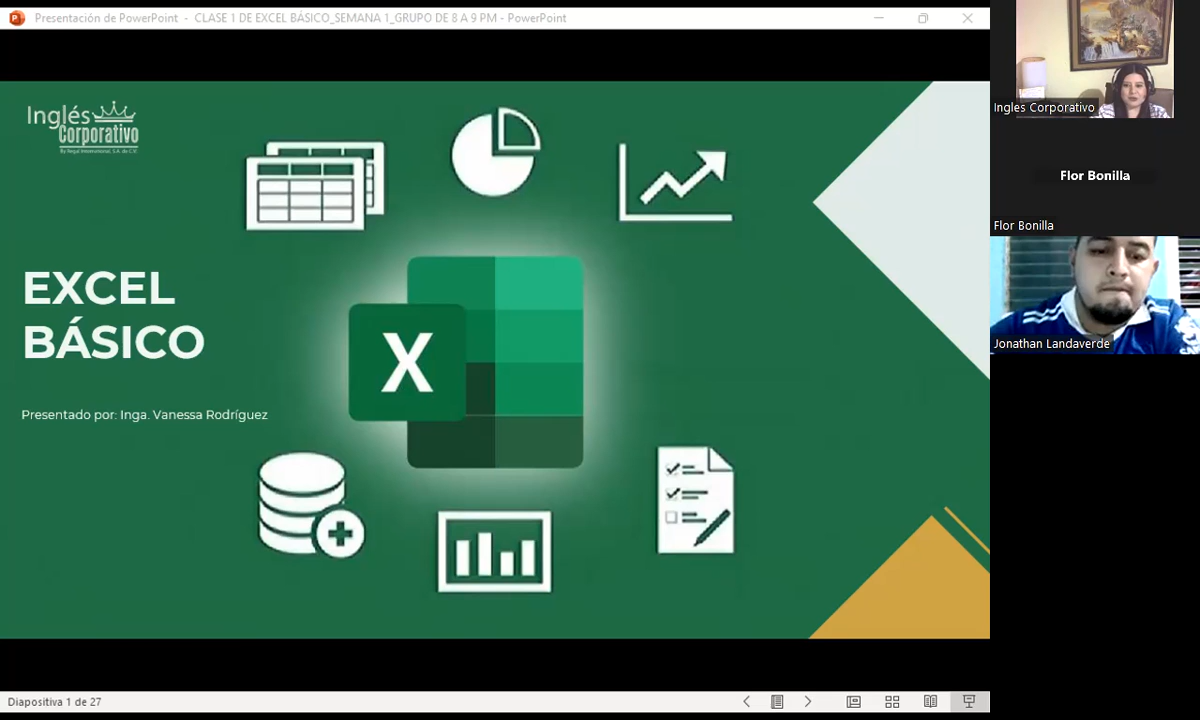 Presentación de PowerPoint - CLASE 1 DE EXCEL BÁSICO_SEMANA 1_GRUPO DE 8 A 9 PM - PowerPoint
Inglés
Corporativo
EXCEL
BÁSICO
Presentado por: Inga. Vanessa Rodríguez
X
Diapositiva 1 de 27
Ingles Corporativo
Flor Bonilla
Flor Bonilla
Jonathan Landaverde